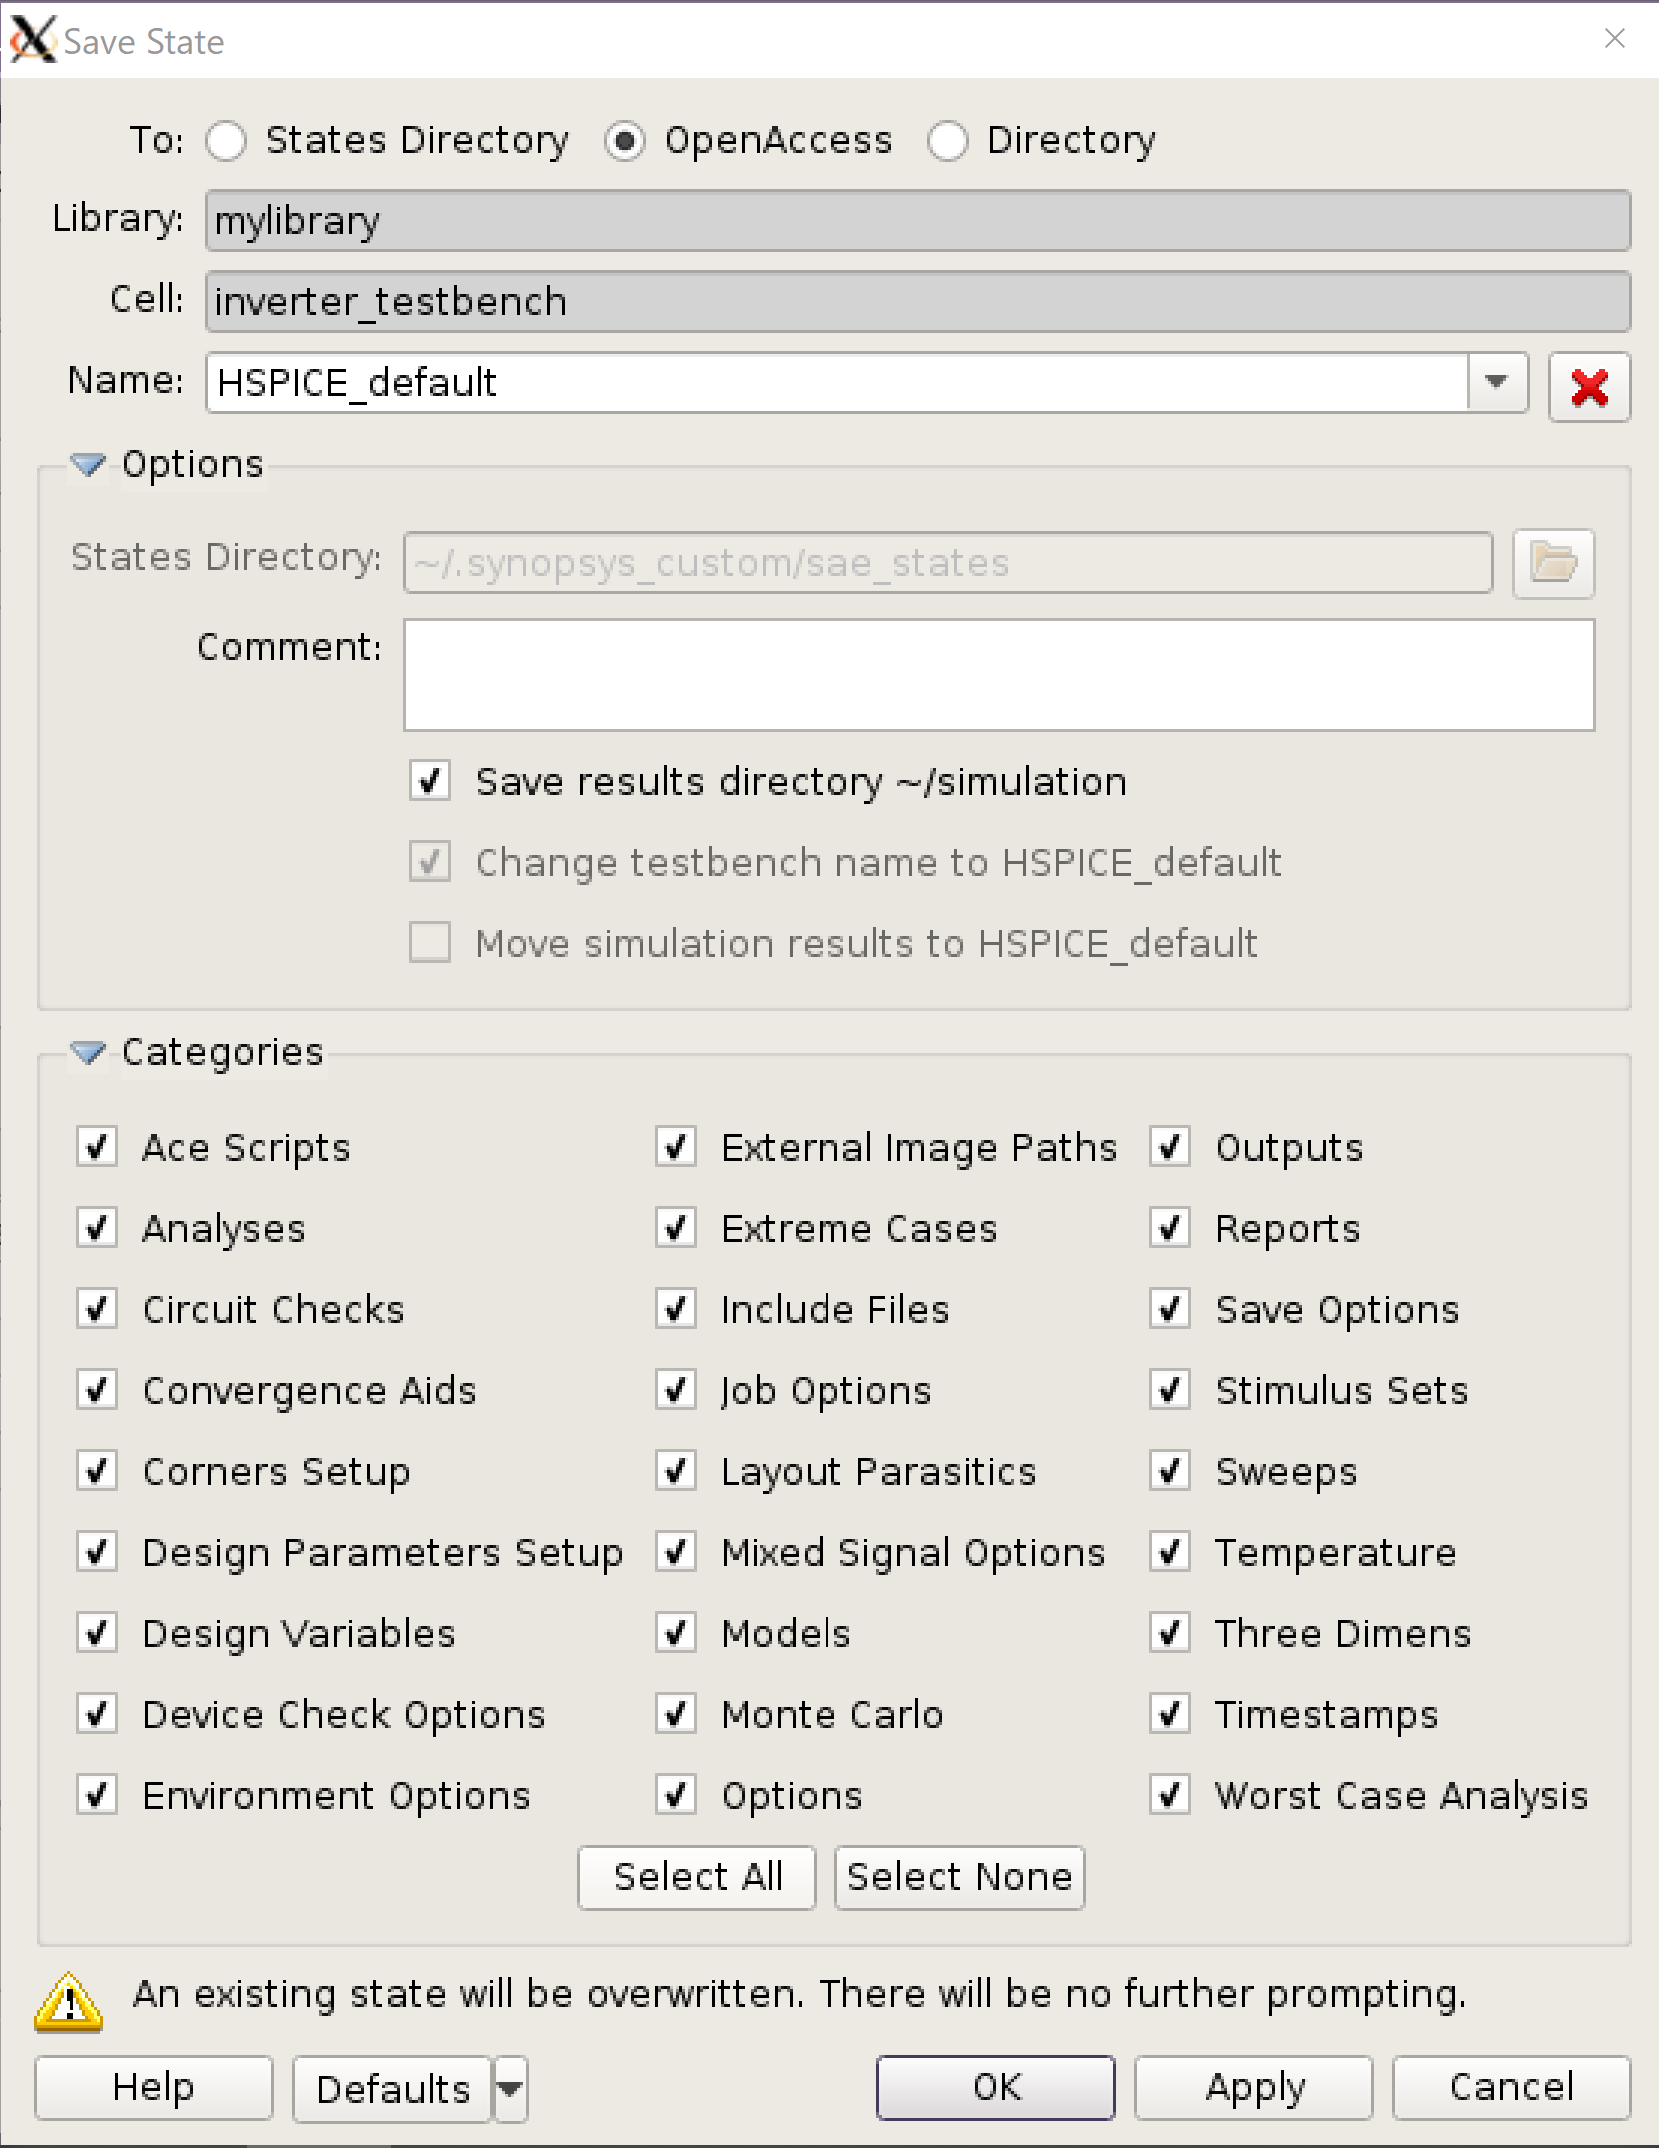 Save State
To: States Directory OpenAccess Directory
Library: mylibrary
Cell: inverter_testbench
Name: HSPICE_default
Options
States Directory: ~/.synopsys_custom/sae_states
Comment:
Save results directory ~/simulation
Change testbench name to HSPICE_default
Move simulation results to HSPICE_default
Categories
Ace Scripts External Image Paths Outputs
Analyses Extreme Cases Reports
Circuit Checks Include Files Save Options
Convergence Aids Job Options Stimulus Sets
Corners Setup Layout Parasitics Sweeps
Design Parameters Setup Mixed Signal Options Temperature
Design Variables Models Three Dimens
Device Check Options Monte Carlo Timestamps
Environment Options Options Worst Case Analysis
Select All Select None
An existing state will be overwritten. There will be no further prompting.
Help Defaults OK Apply Cancel